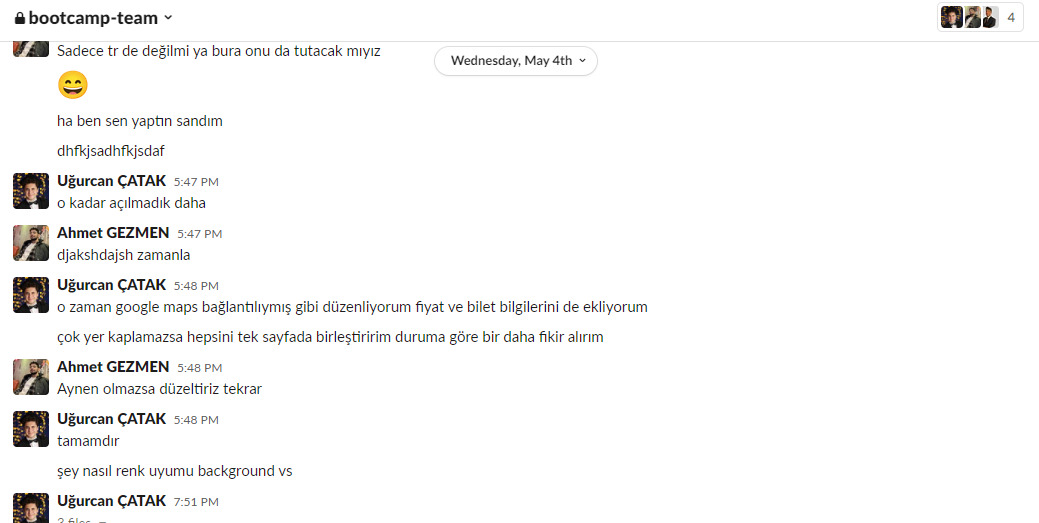 bootcamp-team
4
Sadece tr de değilmi ya bura onu da tutacak mıyız
Wednesday, May 4th
ha ben sen yaptın sandım
dhfkjsadhfkjsdaf
Uğurcan ÇATAK 5:47 PM
o kadar açılmadık daha
Ahmet GEZMEN 5:47 PM
djakshdajsh zamanla
Uğurcan ÇATAK 5:48 PM
o zaman google maps bağlantılıymış gibi düzenliyorum fiyat ve bilet bilgilerini de ekliyorum
çok yer kaplamazsa hepsini tek sayfada birleştiririm duruma göre bir daha fikir alırım
Ahmet GEZMEN 5:48 PM
Aynen olmazsa düzeltiriz tekrar
Uğurcan ÇATAK 5:48 PM
tamamdır
şey nasıl renk uyumu background vs
Uğurcan ÇATAK 7:51 PM
3 files